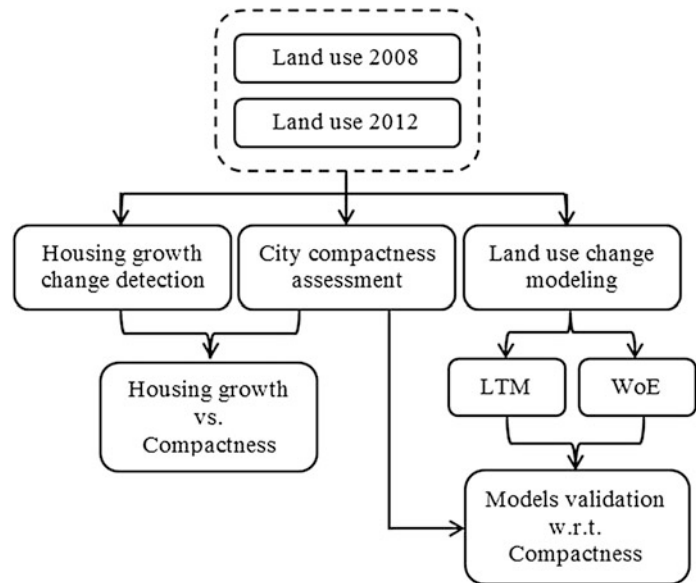 Land use 2008
Land use 2012
Housing growth
change detection
City compactness
assessment
Land use change
modeling
Housing growth
vs.
Compactness
LTM
WoE
Models validation
w.r.t.
Compactness